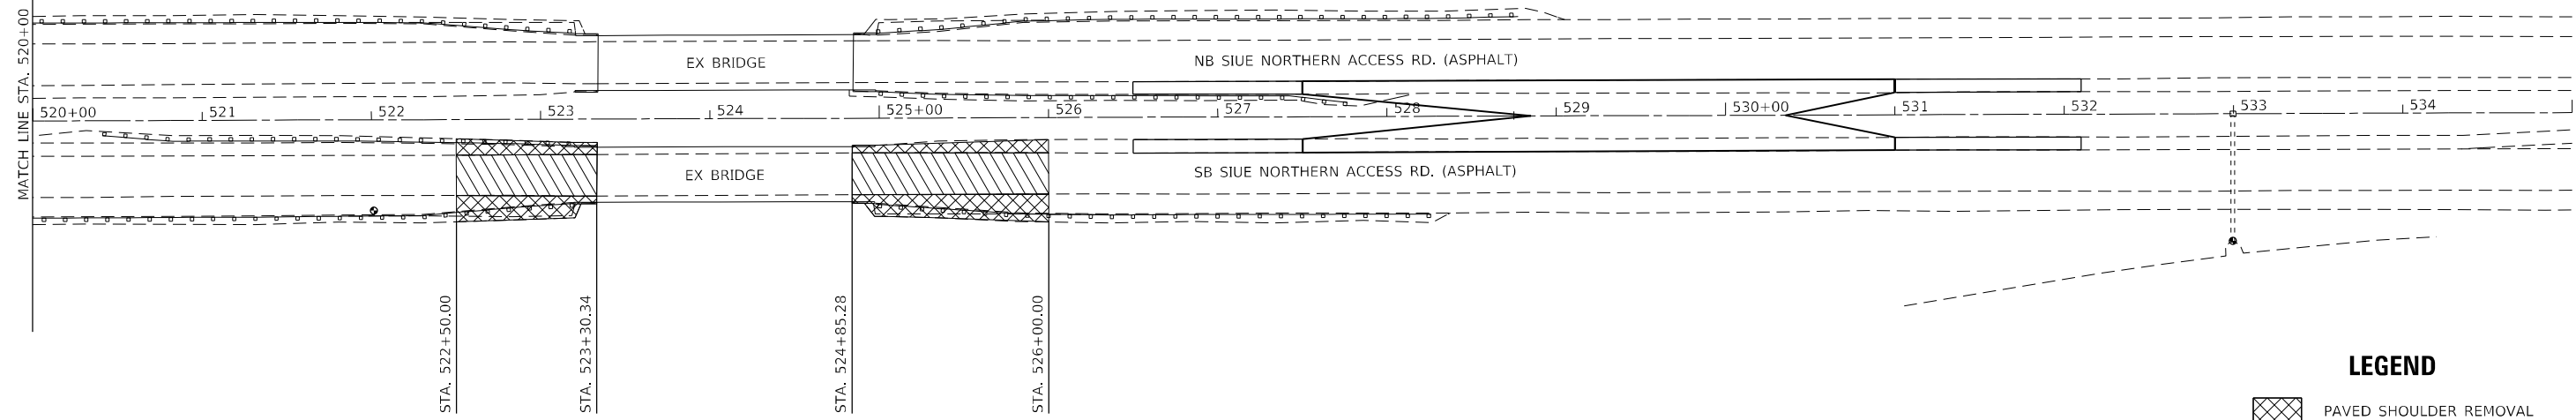 MATCH LINE STA. 520+00
EX BRIDGE
NB SIUE NORTHERN ACCESS RD. (ASPHALT)
520+00 521 522 523 524 525+00 526 527 528 529 530+00 531 532 533 534
EX BRIDGE
SB SIUE NORTHERN ACCESS RD. (ASPHALT)
STA. 522+50.00
STA. 523+30.34
STA. 524+85.28
STA. 526+00.00
LEGEND
PAVED SHOULDER REMOVAL